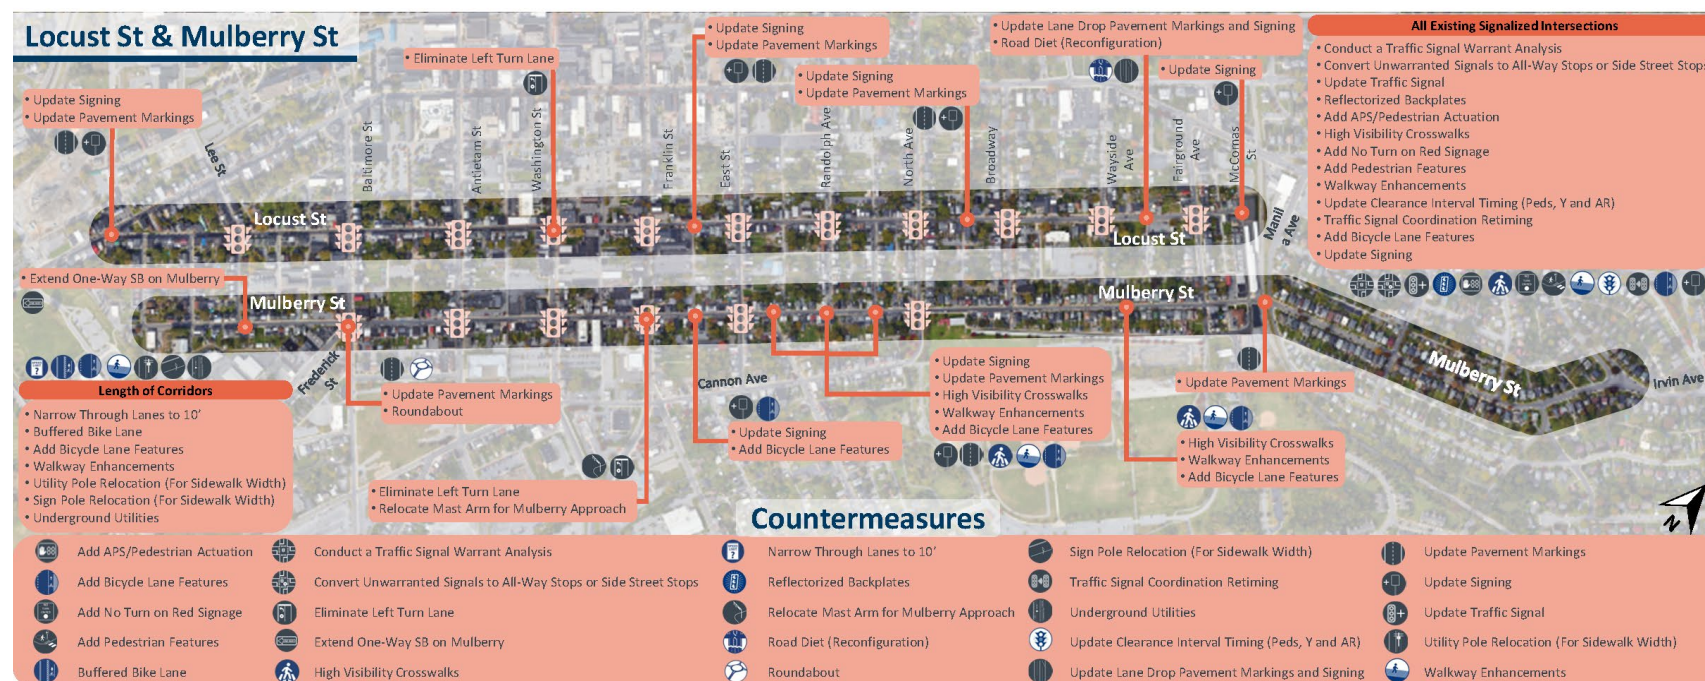 Locust St & Mulberry St
• Update Signing
• Update Pavement Markings
• Eliminate Left Turn Lane
• Update Signing
• Update Pavement Markings
• Update Signing
• Update Pavement Markings
• Update Lane Drop Pavement Markings and Signing
• Road Diet (Reconfiguration)
• Update Signing
All Existing Signalized Intersections
• Conduct a Traffic Signal Warrant Analysis
• Convert Unwarranted Signals to All-Way Stops or Side Street Stops
• Update Traffic Signal
• Reflectorized Backplates
• Add APS/Pedestrian Actuation
• High Visibility Crosswalks
• Add No Turn on Red Signage
• Add Pedestrian Features
• Walkway Enhancements
• Update Clearance Interval Timing (Peds, Y and AR)
• Traffic Signal Coordination Retiming
• Add Bicycle Lane Features
• Update Signing
Lee St
Baltimore St
Antietam St
Washington St
Franklin St
East St
Randolph Ave
North Ave
Broadway
Wayside
Ave
Fairground
Ave
McComas
St
Manil
a Ave
Locust St
Locust St
• Extend One-Way SB on Mulberry
Mulberry St
Mulberry St
Mulberry St
Irvin Ave
Frederick
St
Cannon Ave
Length of Corridors
• Narrow Through Lanes to 10’
• Buffered Bike Lane
• Add Bicycle Lane Features
• Walkway Enhancements
• Utility Pole Relocation (For Sidewalk Width)
• Sign Pole Relocation (For Sidewalk Width)
• Underground Utilities
• Update Pavement Markings
• Roundabout
• Eliminate Left Turn Lane
• Relocate Mast Arm for Mulberry Approach
• Update Signing
• Add Bicycle Lane Features
• Update Signing
• Update Pavement Markings
• High Visibility Crosswalks
• Walkway Enhancements
• Add Bicycle Lane Features
• Update Pavement Markings
• High Visibility Crosswalks
• Walkway Enhancements
• Add Bicycle Lane Features
N
Countermeasures
Add APS/Pedestrian Actuation
Add Bicycle Lane Features
Add No Turn on Red Signage
Add Pedestrian Features
Buffered Bike Lane
Conduct a Traffic Signal Warrant Analysis
Convert Unwarranted Signals to All-Way Stops or Side Street Stops
Eliminate Left Turn Lane
Extend One-Way SB on Mulberry
High Visibility Crosswalks
Narrow Through Lanes to 10’
Reflectorized Backplates
Relocate Mast Arm for Mulberry Approach
Road Diet (Reconfiguration)
Roundabout
Sign Pole Relocation (For Sidewalk Width)
Traffic Signal Coordination Retiming
Underground Utilities
Update Clearance Interval Timing (Peds, Y and AR)
Update Lane Drop Pavement Markings and Signing
Update Pavement Markings
Update Signing
Update Traffic Signal
Utility Pole Relocation (For Sidewalk Width)
Walkway Enhancements